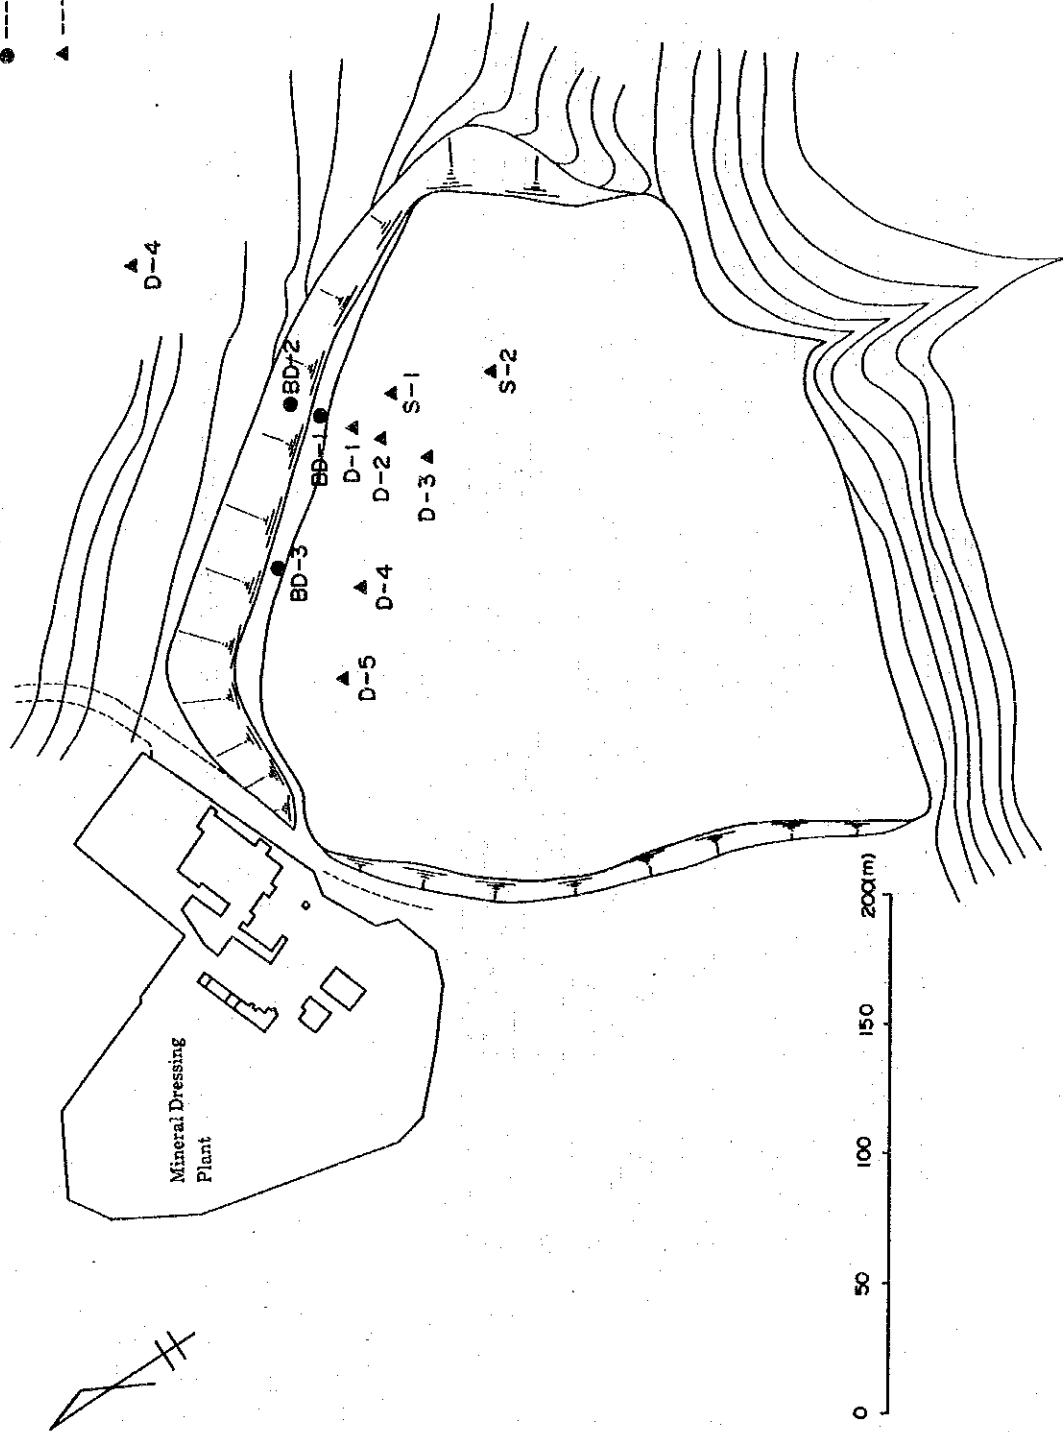 D-4
BD-2
BD-1
S-1
S-2
D-1
D-2
D-3
BD-3
D-4
D-5
Mineral Dressing
Plant
0 50 100 150 200(m)